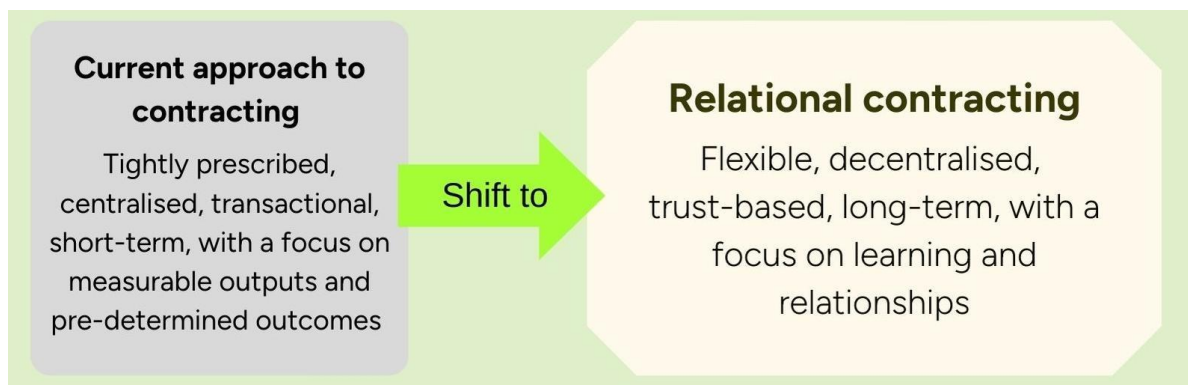 Current approach to
contracting
Tightly prescribed,
centralised, transactional,
short-term, with a focus on
measurable outputs and
pre-determined outcomes
Shift to
Relational contracting
Flexible, decentralised,
trust-based, long-term, with a
focus on learning and
relationships